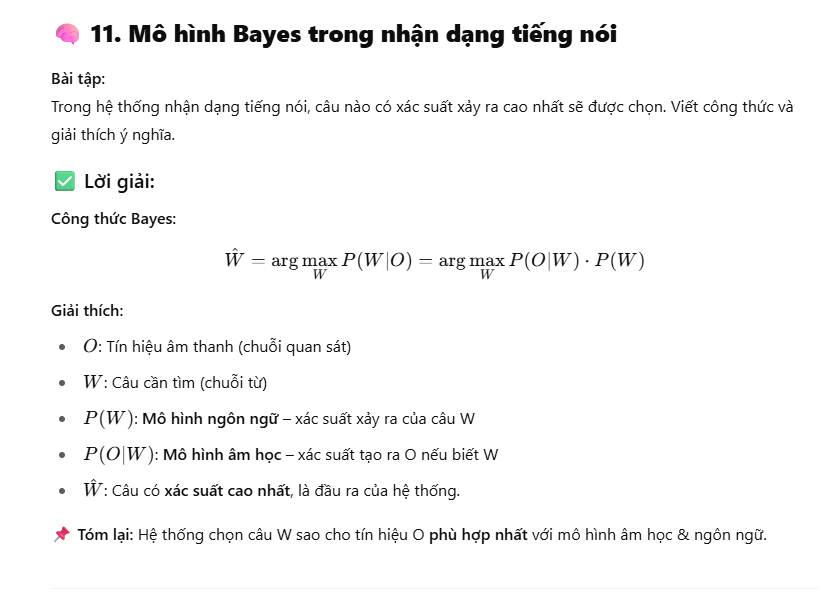 🧠 11. Mô hình Bayes trong nhận dạng tiếng nói
Bài tập:
Trong hệ thống nhận dạng tiếng nói, câu nào có xác suất xảy ra cao nhất sẽ được chọn. Viết công thức và
giải thích ý nghĩa.
✅ Lời giải:
Công thức Bayes:
Ŵ = arg max_W P(W|O) = arg max_W P(O|W) · P(W)
Giải thích:
• O: Tín hiệu âm thanh (chuỗi quan sát)
• W: Câu cần tìm (chuỗi từ)
• P(W): Mô hình ngôn ngữ – xác suất xảy ra của câu W
• P(O|W): Mô hình âm học – xác suất tạo ra O nếu biết W
• Ŵ: Câu có xác suất cao nhất, là đầu ra của hệ thống.
📌 Tóm lại: Hệ thống chọn câu W sao cho tín hiệu O phù hợp nhất với mô hình âm học & ngôn ngữ.